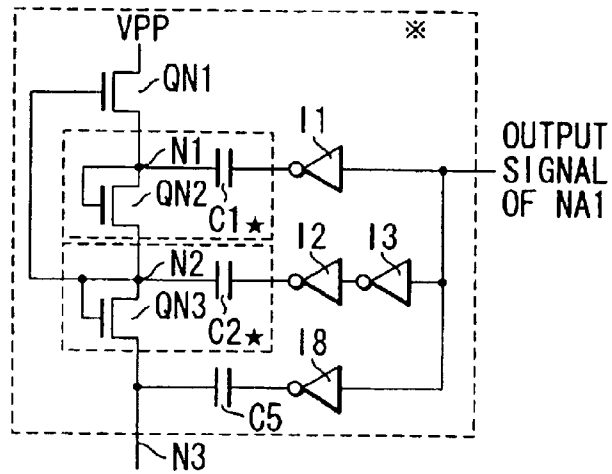 VPP
※
QN1
I1
OUTPUT
SIGNAL
OF NA1
N1
QN2
C1★
I2
I3
N2
QN3
C2★
I8
C5
N3